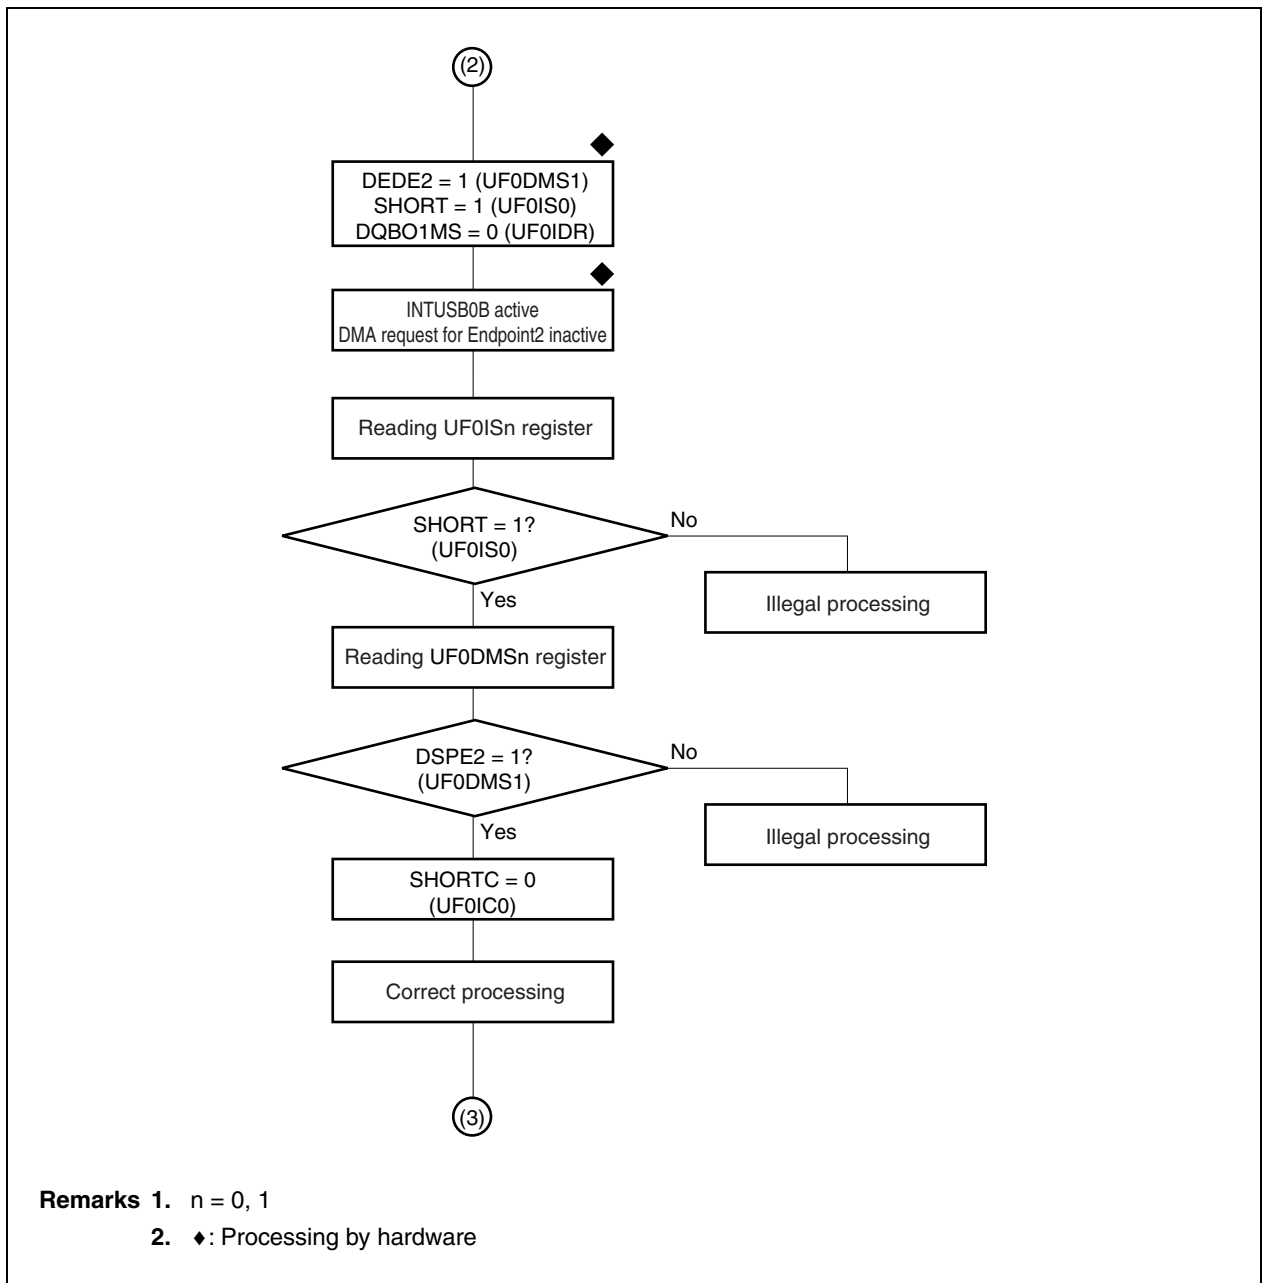 (2)
DEDE2 = 1 (UF0DMS1)
SHORT = 1 (UF0IS0)
DQBO1MS = 0 (UF0IDR)
INTUSB0B active
DMA request for Endpoint2 inactive
Reading UF0ISn register
SHORT = 1?
(UF0IS0)
No
Illegal processing
Yes
Reading UF0DMSn register
DSPE2 = 1?
(UF0DMS1)
No
Illegal processing
Yes
SHORTC = 0
(UF0IC0)
Correct processing
(3)
Remarks 1. n = 0, 1
2. ♦: Processing by hardware